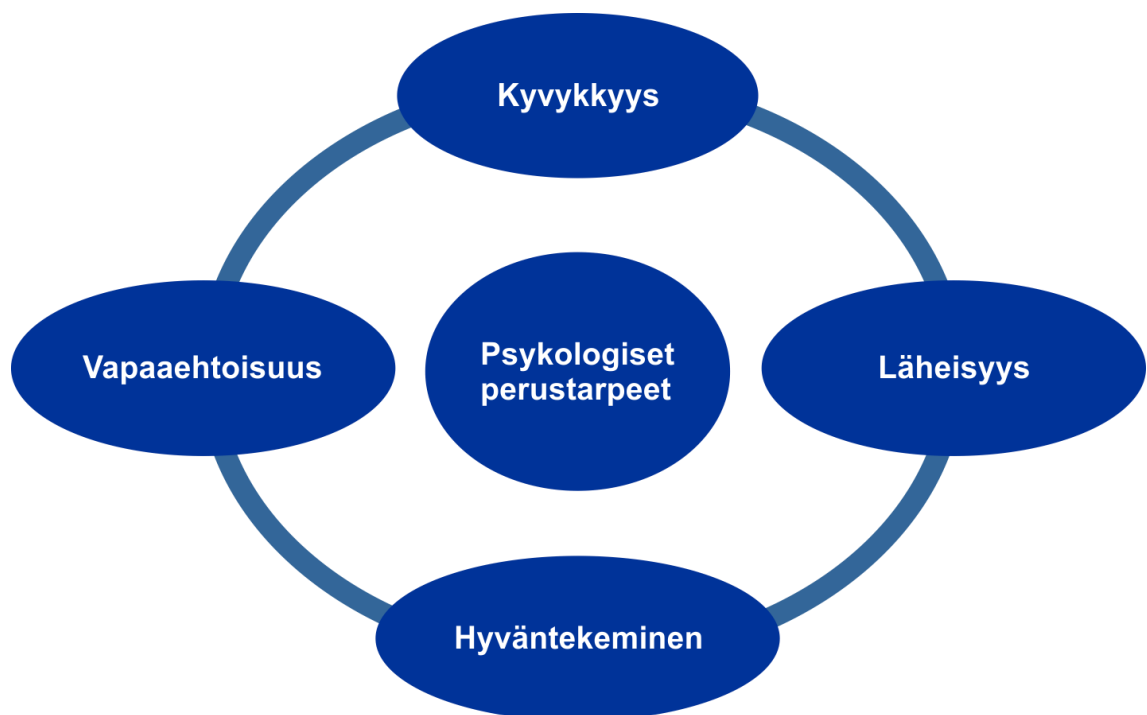 Kyvykkyys
Vapaaehtoisuus
Psykologiset
perustarpeet
Läheisyys
Hyväntekeminen